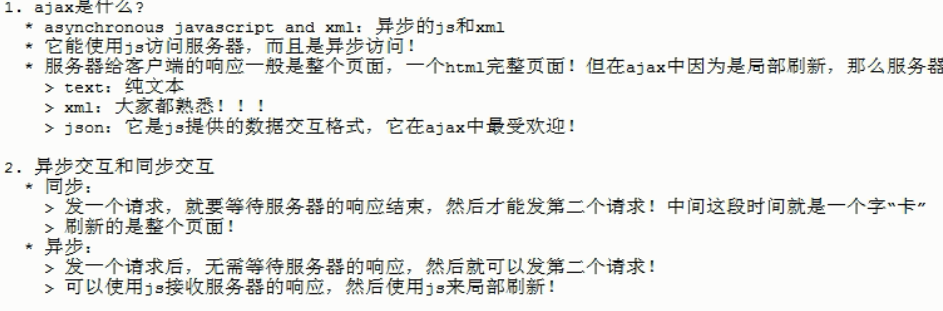 1. ajax是什么?
* asynchronous javascript and xml：异步的js和xml
* 它能使用js访问服务器，而且是异步访问！
* 服务器给客户端的响应一般是整个页面，一个html完整页面！但在ajax中因为是局部刷新，那么服务器
> text：纯文本
> xml：大家都熟悉！！！
> json：它是js提供的数据交互格式，它在ajax中最受欢迎！
2. 异步交互和同步交互
* 同步：
> 发一个请求，就要等待服务器的响应结束，然后才能发第二个请求！中间这段时间就是一个字“卡”
> 刷新的是整个页面！
* 异步：
> 发一个请求后，无需等待服务器的响应，然后就可以发第二个请求！
> 可以使用js接收服务器的响应，然后使用js来局部刷新！